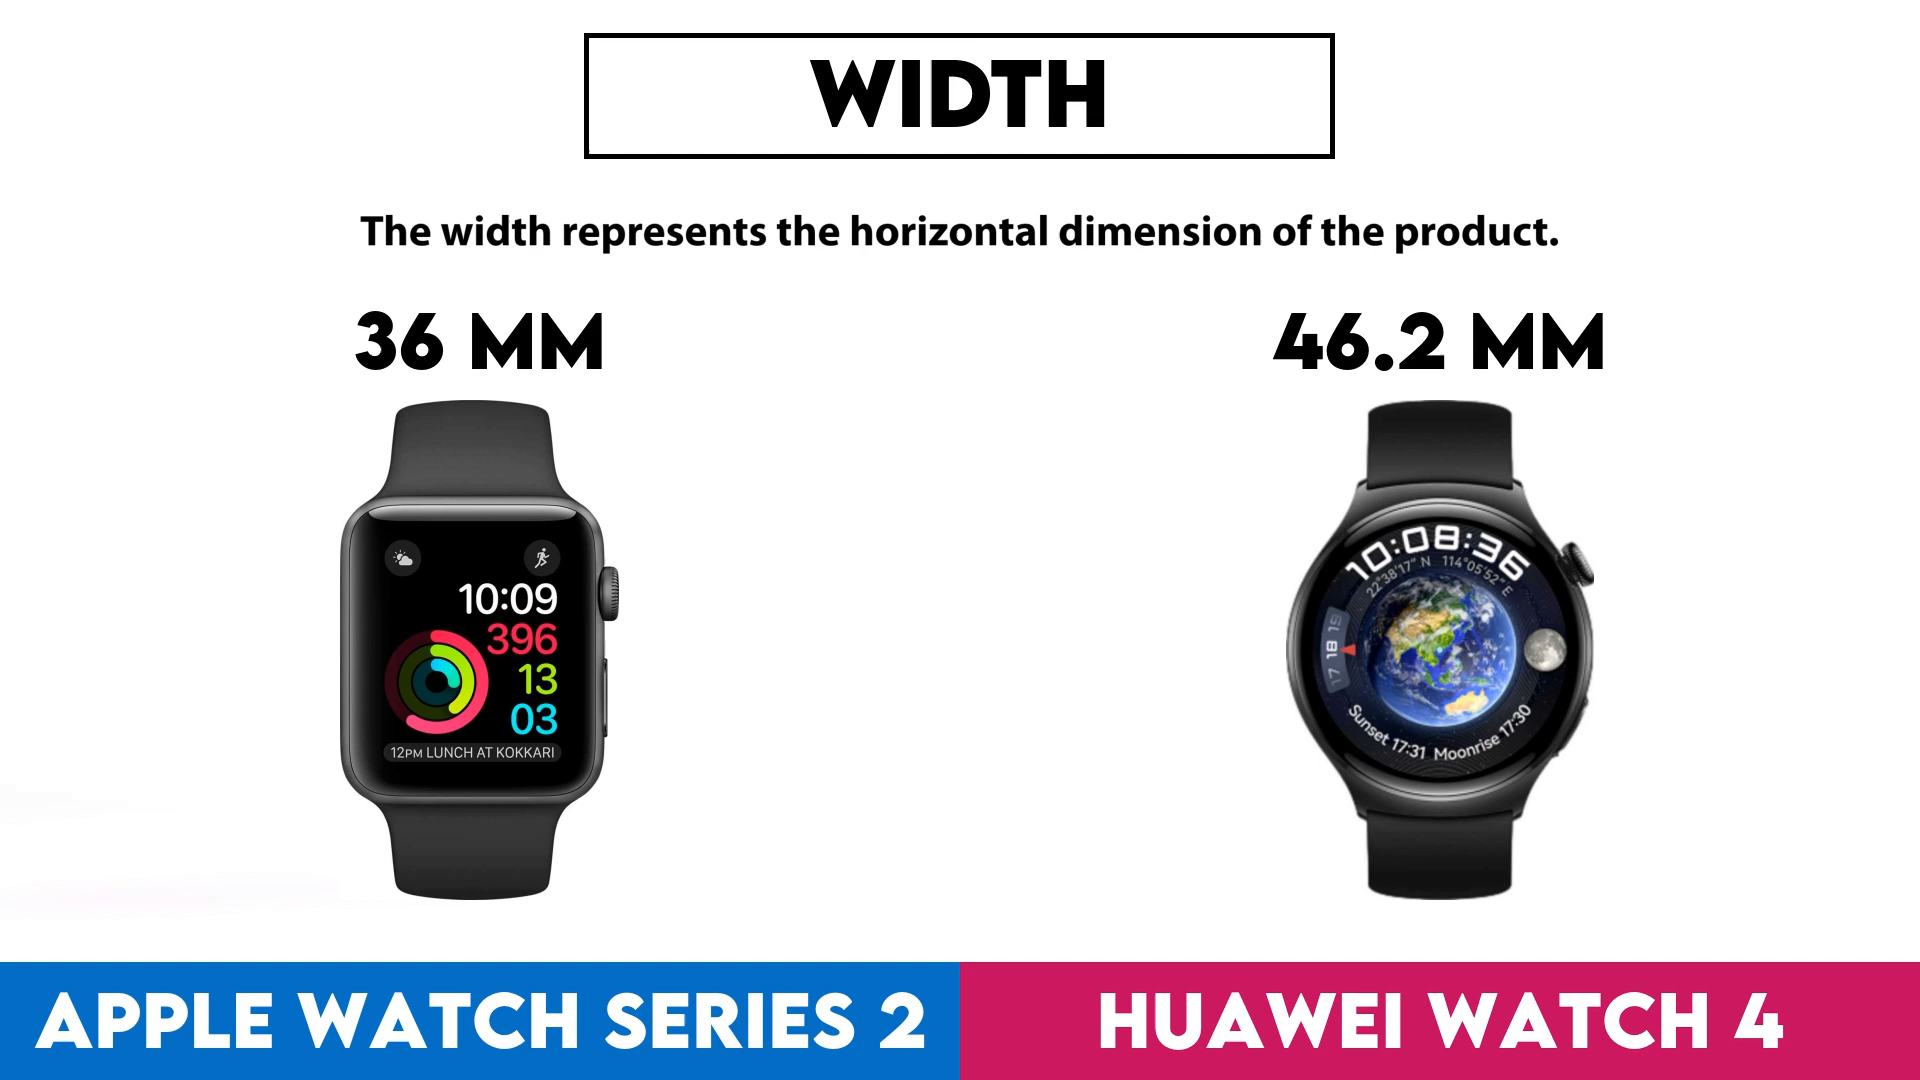 WIDTH
The width represents the horizontal dimension of the product.
36 MM
46.2 MM
10:09
396
13
03
12PM LUNCH AT KOKKARI
10:08:36
22°38'17" N 114°05'52" E
17 18 19
Sunset 17:31 Moonrise 17:30
APPLE WATCH SERIES 2
HUAWEI WATCH 4